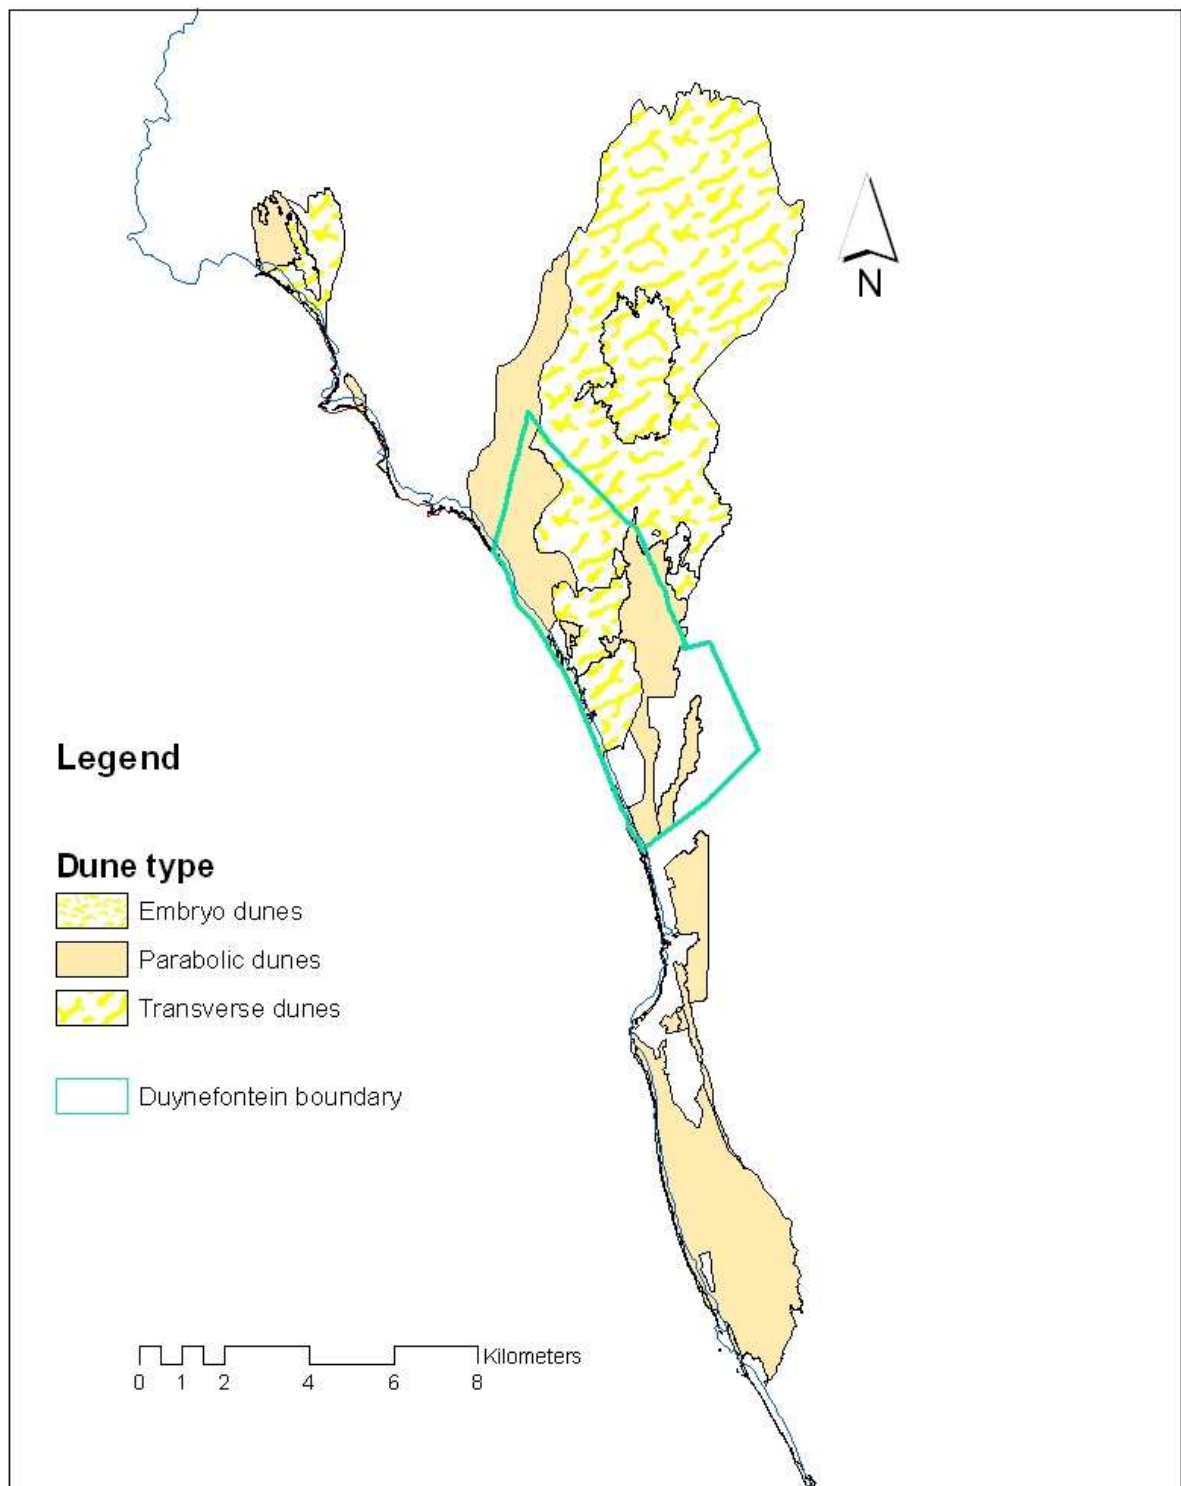 N
Legend
Dune type
Embryo dunes
Parabolic dunes
Transverse dunes
Duynefontein boundary
Kilometers
0 1 2 4 6 8